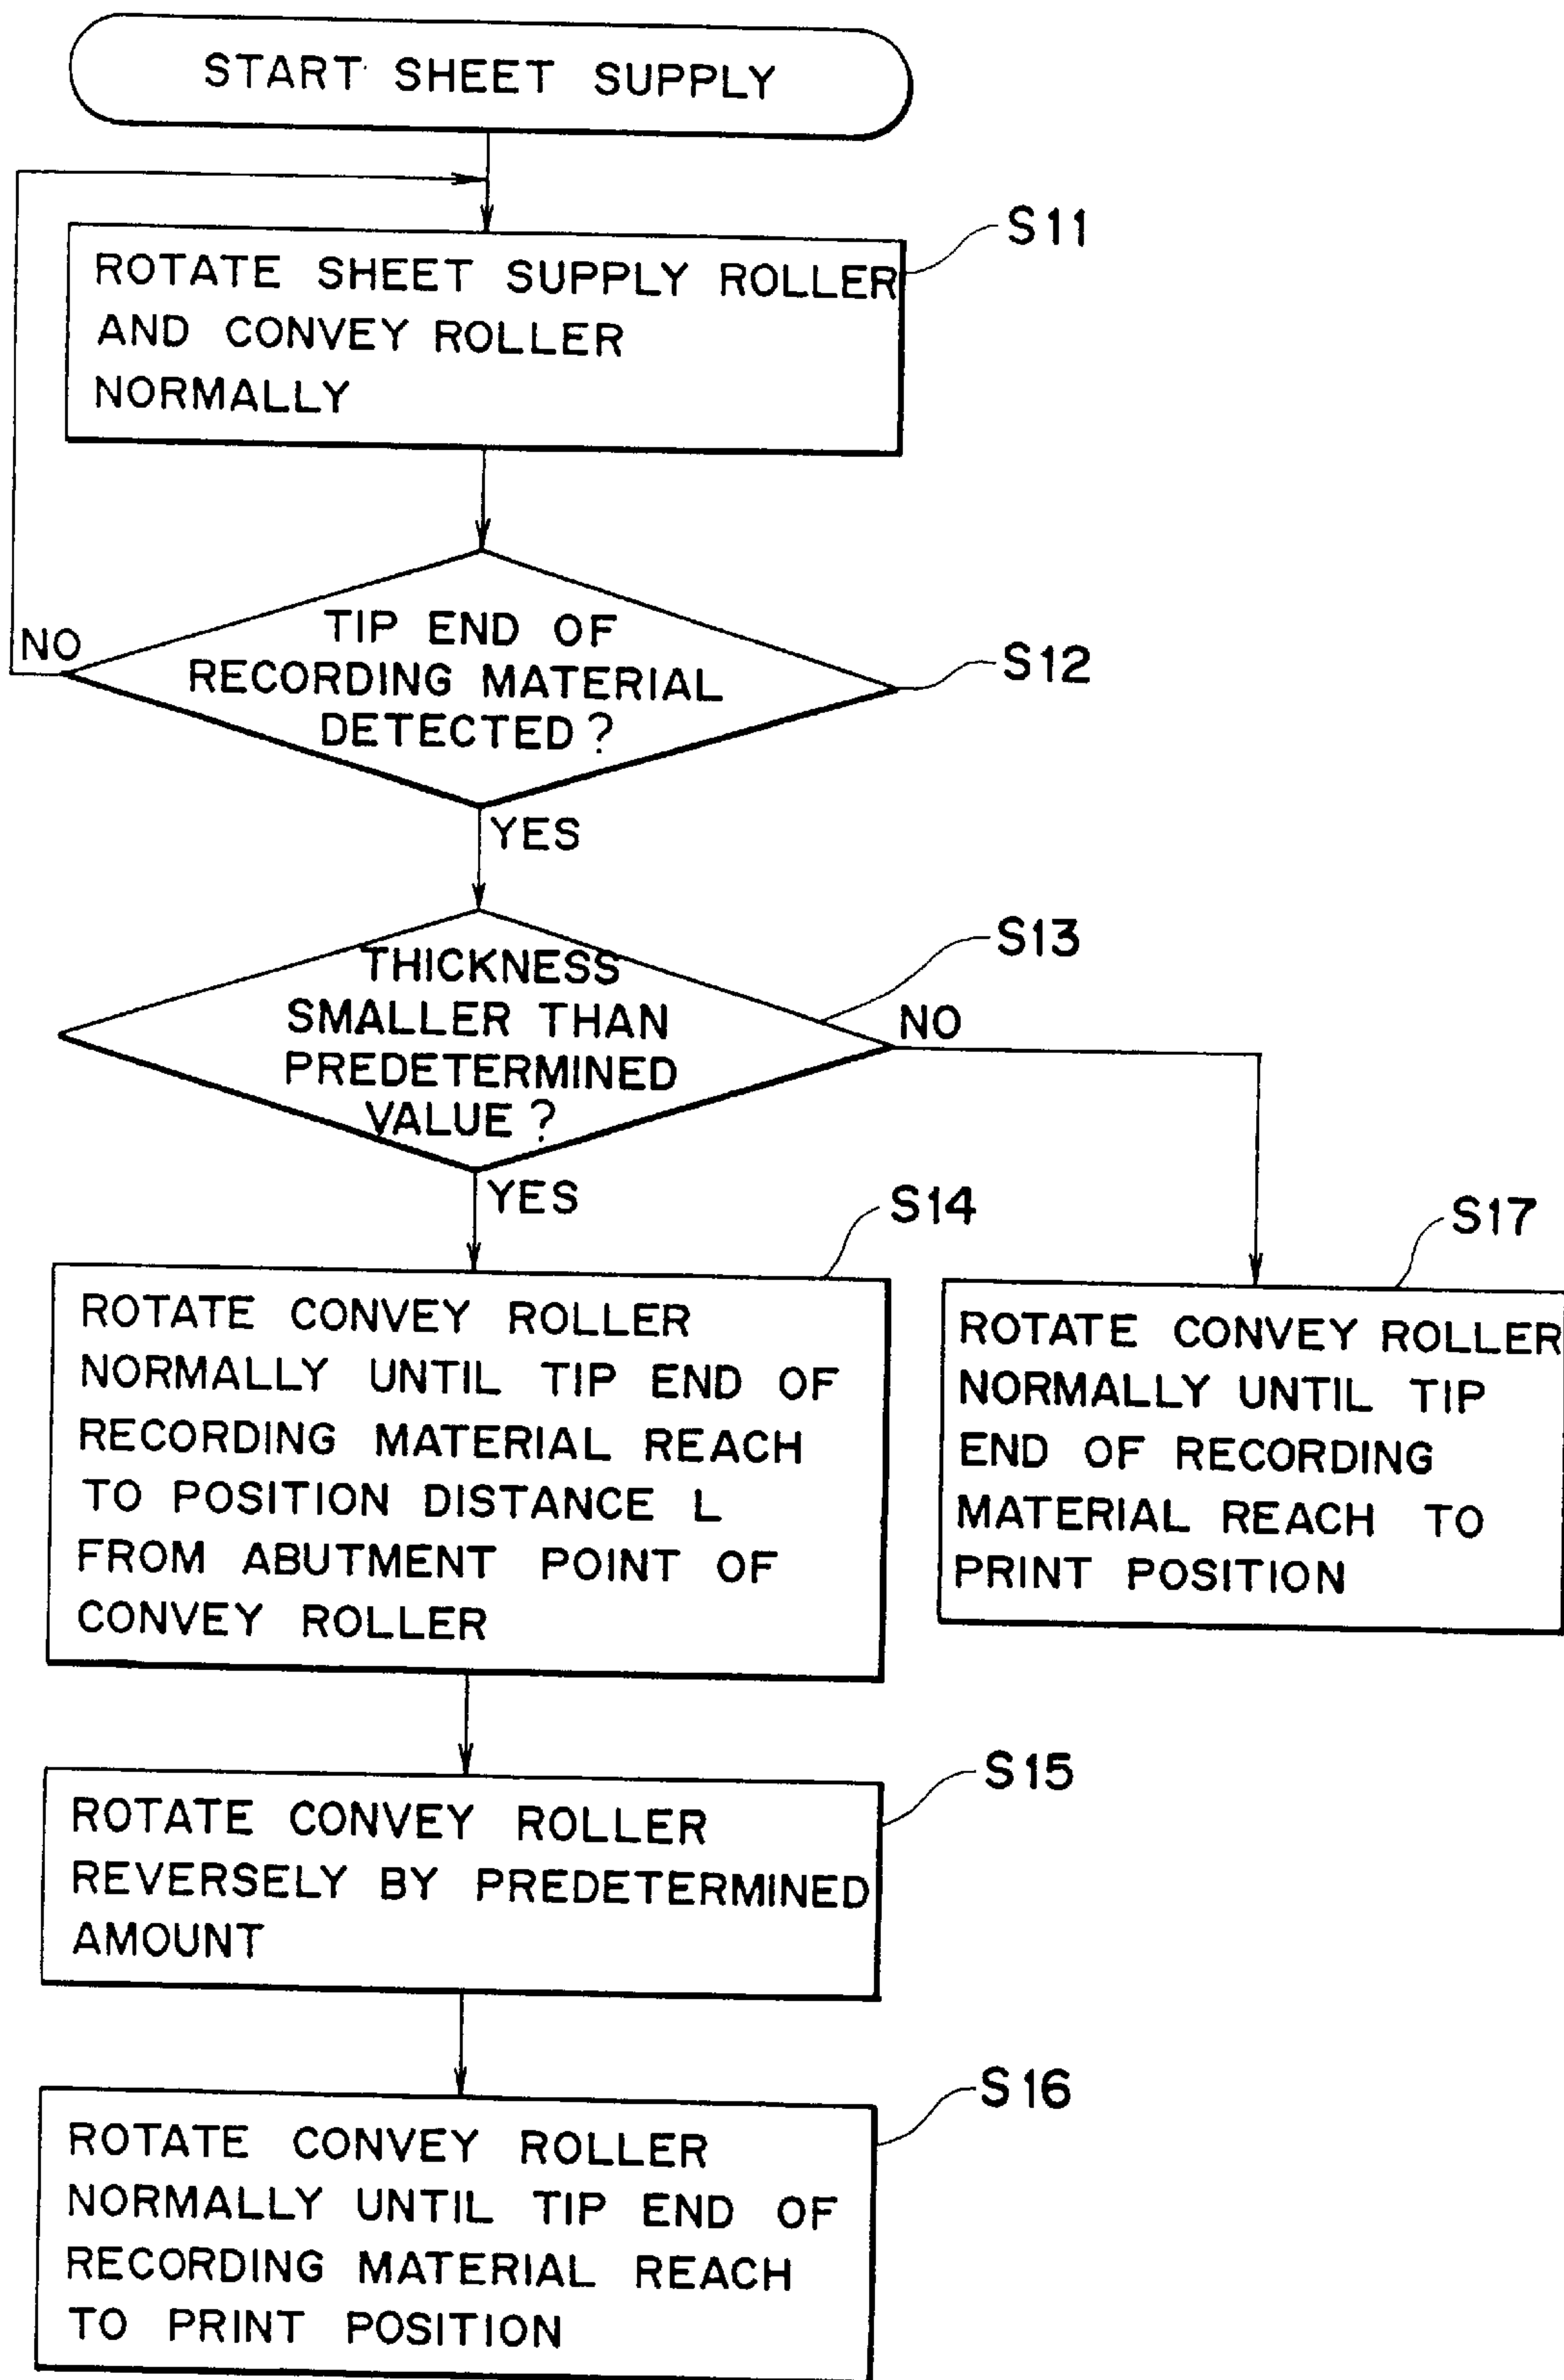 START SHEET SUPPLY
S11
ROTATE SHEET SUPPLY ROLLER
AND CONVEY ROLLER
NORMALLY
NO
TIP END OF
RECORDING MATERIAL
DETECTED?
S12
YES
S13
THICKNESS
SMALLER THAN
PREDETERMINED
VALUE?
NO
YES
S14
ROTATE CONVEY ROLLER
NORMALLY UNTIL TIP END OF
RECORDING MATERIAL REACH
TO POSITION DISTANCE L
FROM ABUTMENT POINT OF
CONVEY ROLLER
S17
ROTATE CONVEY ROLLER
NORMALLY UNTIL TIP
END OF RECORDING
MATERIAL REACH TO
PRINT POSITION
S15
ROTATE CONVEY ROLLER
REVERSELY BY PREDETERMINED
AMOUNT
S16
ROTATE CONVEY ROLLER
NORMALLY UNTIL TIP END OF
RECORDING MATERIAL REACH
TO PRINT POSITION